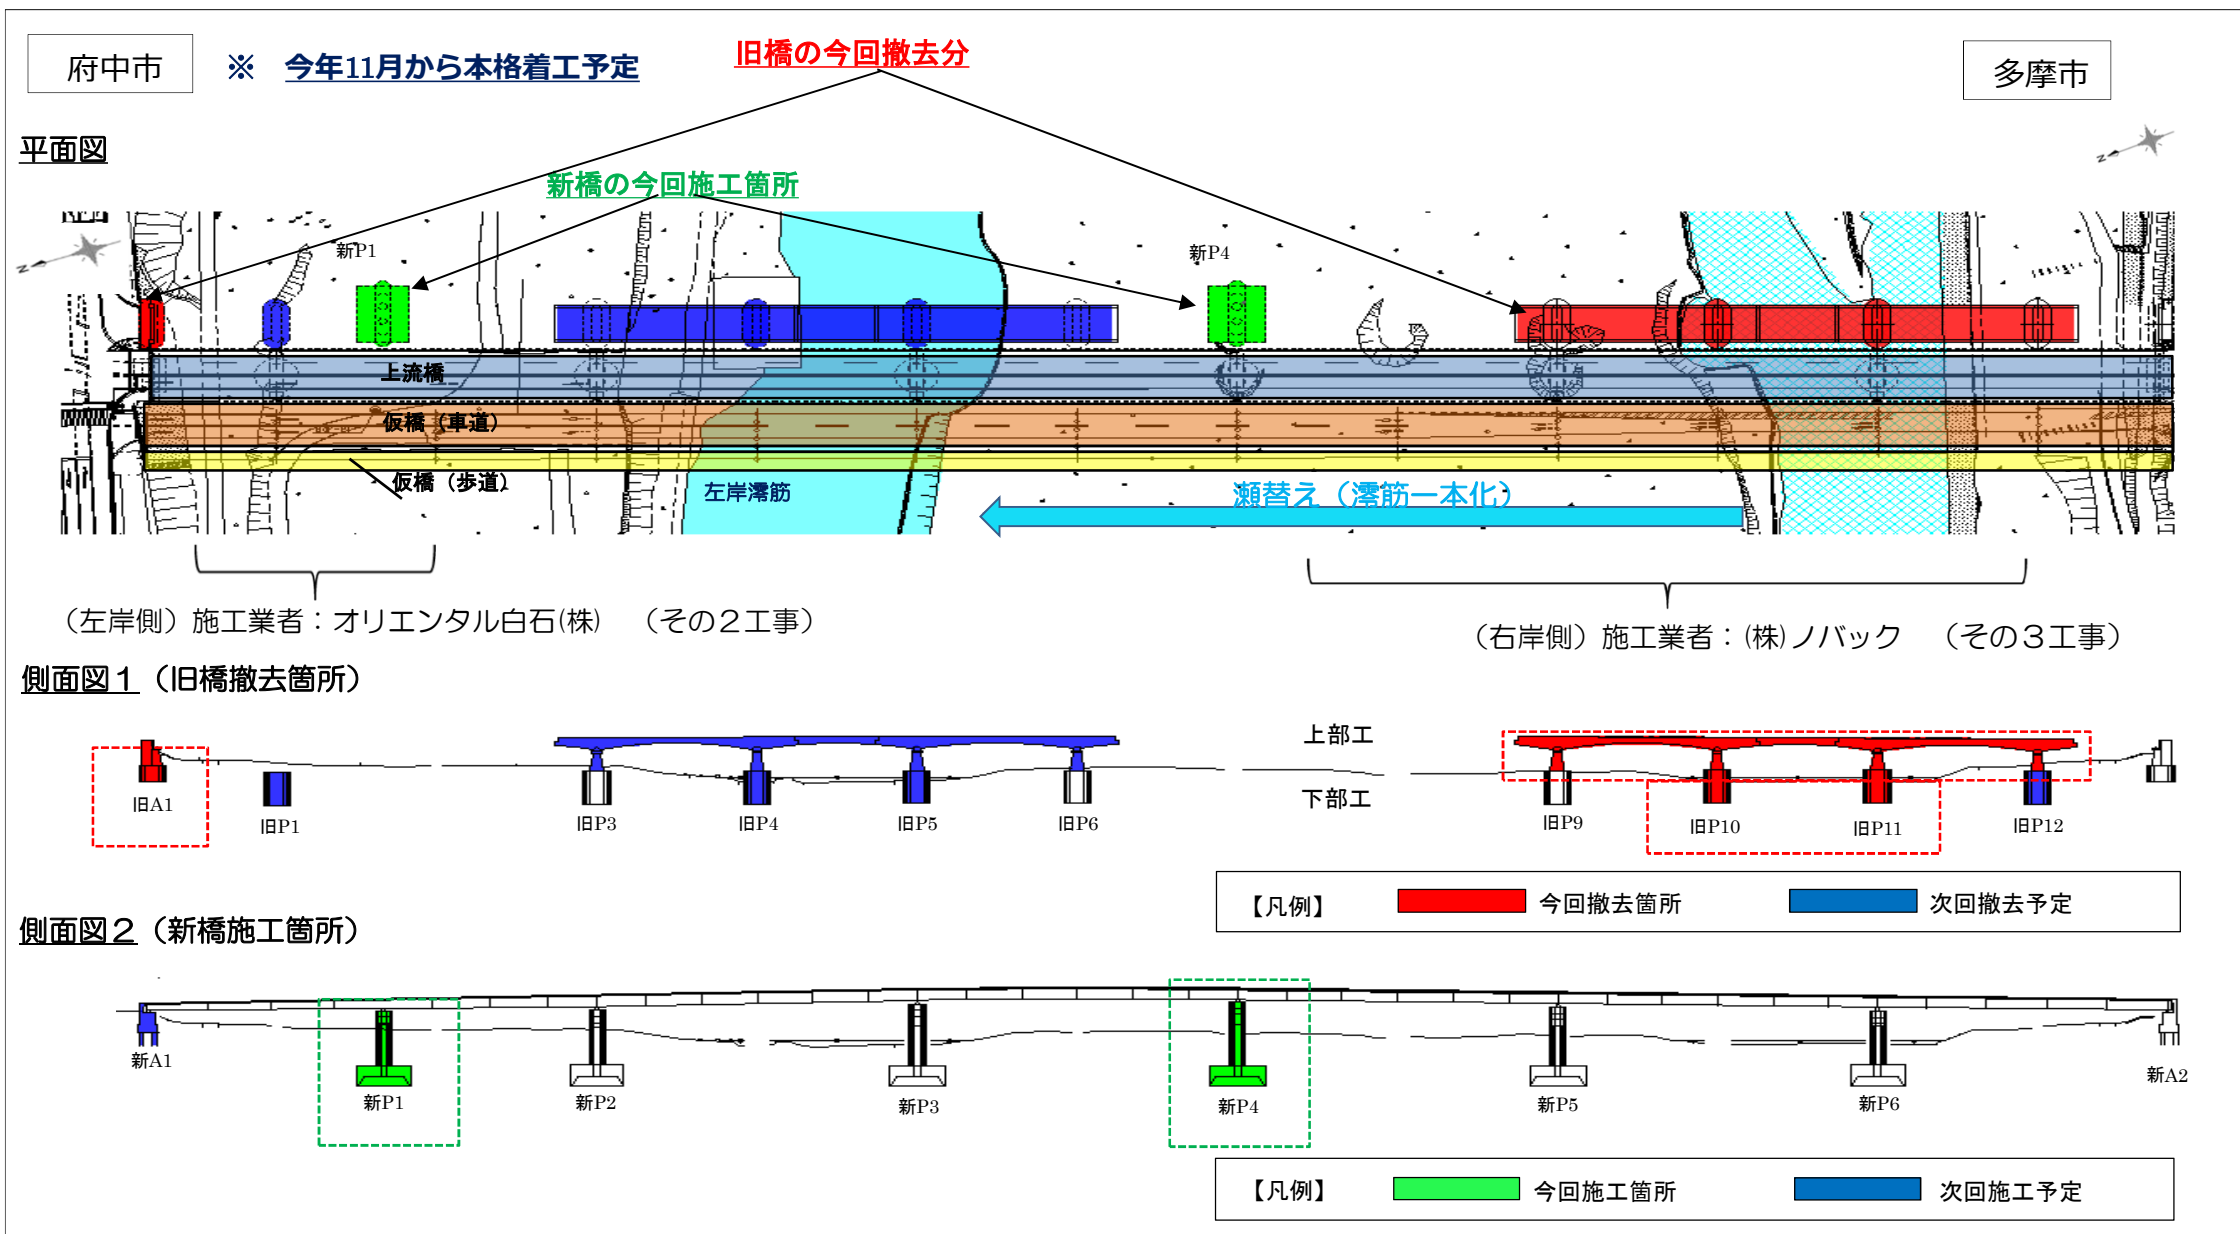 府中市
※ 今年11月から本格着工予定
旧橋の今回撤去分
多摩市
平面図
新橋の今回施工箇所
新P1
新P4
N
N
上流橋
仮橋（車道）
仮橋（歩道）
左岸澪筋
瀬替え（澪筋一本化）
（左岸側）施工業者：オリエンタル白石(株) （その２工事）
（右岸側）施工業者：(株)ノバック （その３工事）
側面図１（旧橋撤去箇所）
上部工
下部工
旧A1
旧P1
旧P3
旧P4
旧P5
旧P6
旧P9
旧P10
旧P11
旧P12
【凡例】 今回撤去箇所 次回撤去予定
側面図２（新橋施工箇所）
新A1
新P1
新P2
新P3
新P4
新P5
新P6
新A2
【凡例】 今回施工箇所 次回施工予定